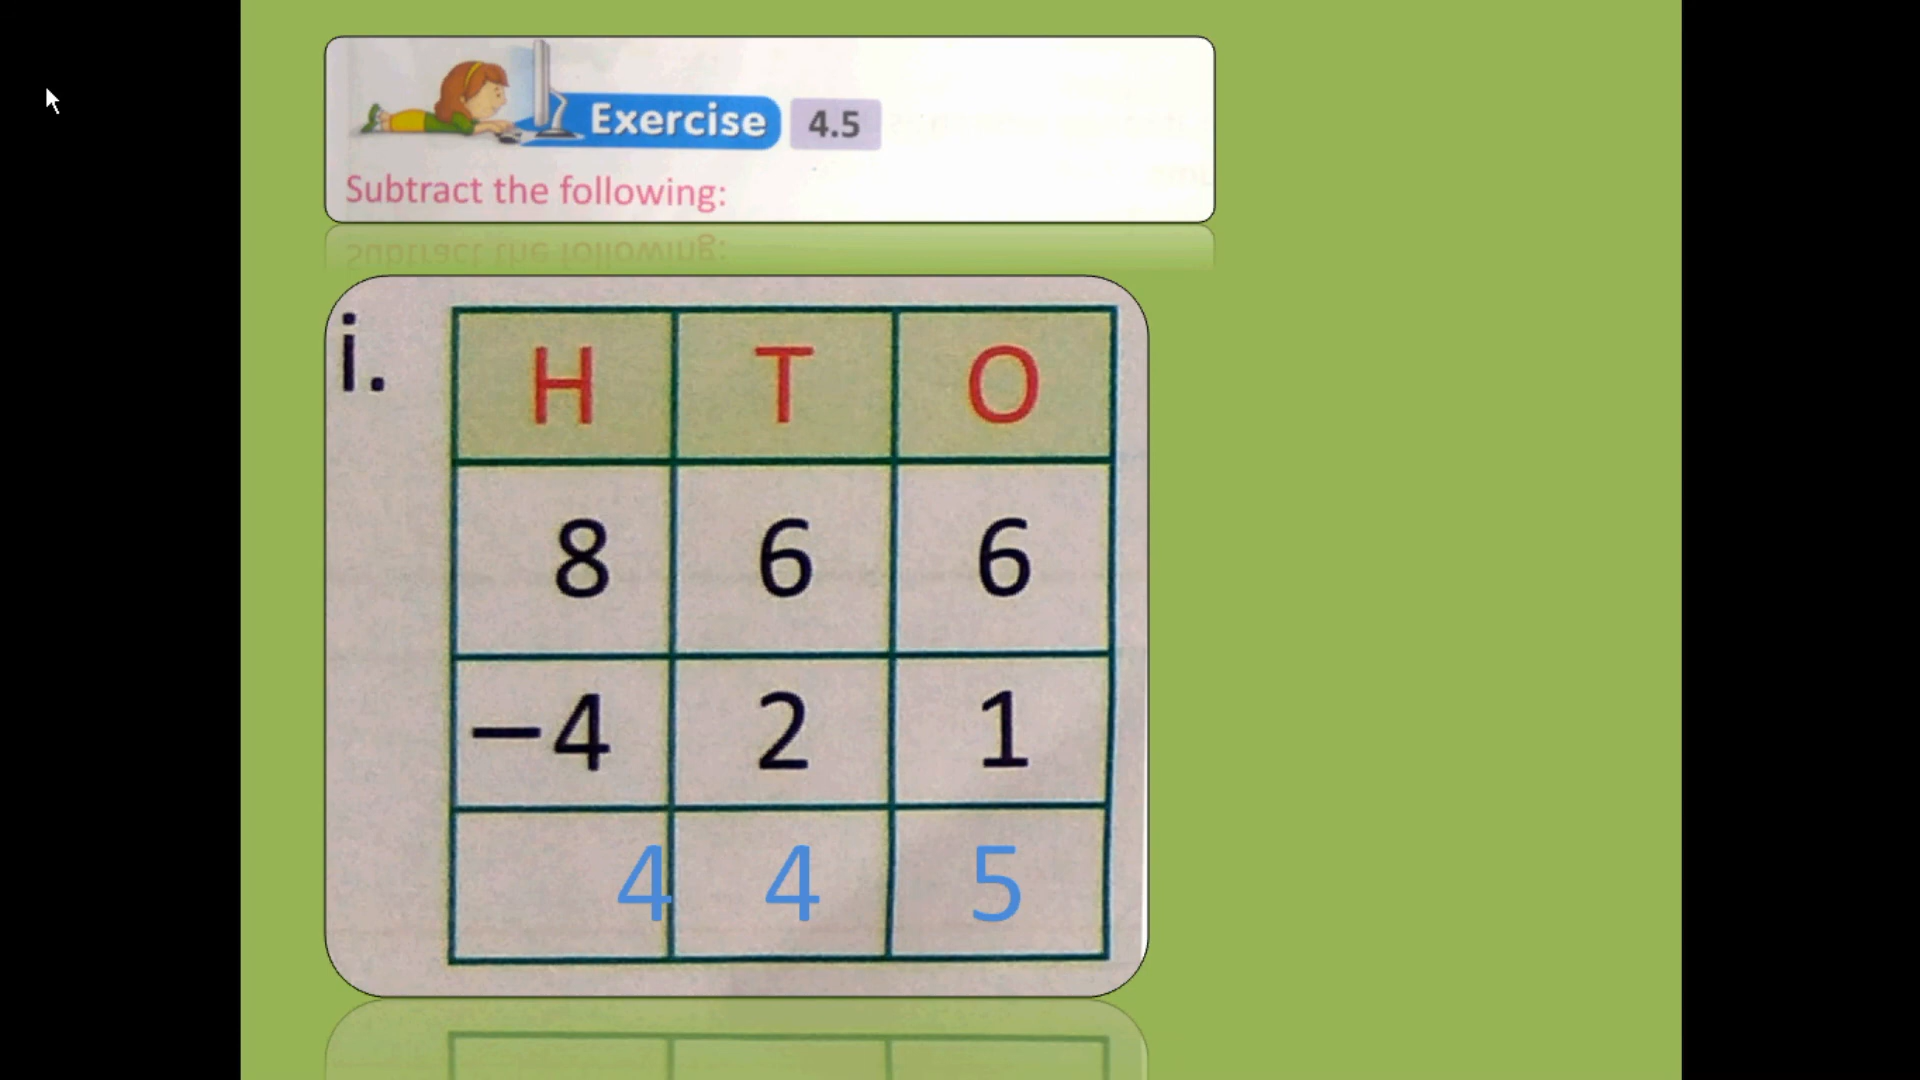 Exercise 4.5
Subtract the following:
i.
H T O
8 6 6
−4 2 1
4 4 5